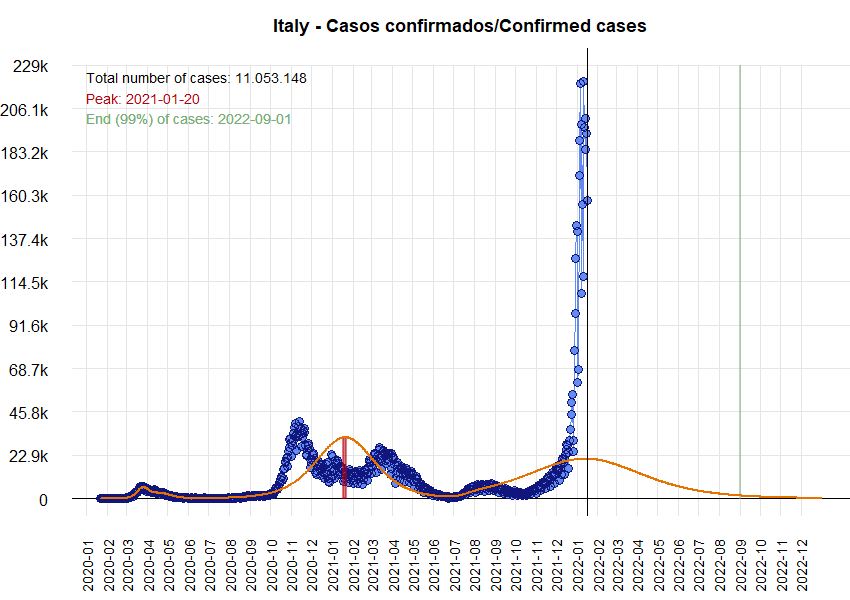 Italy - Casos confirmados/Confirmed cases
229k
Total number of cases: 11.053.148
Peak: 2021-01-20
206.1k
End (99%) of cases: 2022-09-01
183.2k
160.3k
137.4k
114.5k
91.6k
68.7k
45.8k
22.9k
0
2020-01
2020-02
2020-03
2020-04
2020-05
2020-06
2020-07
2020-08
2020-09
2020-10
2020-11
2020-12
2021-01
2021-02
2021-03
2021-04
2021-05
2021-06
2021-07
2021-08
2021-09
2021-10
2021-11
2021-12
2022-01
2022-02
2022-03
2022-04
2022-05
2022-06
2022-07
2022-08
2022-09
2022-10
2022-11
2022-12